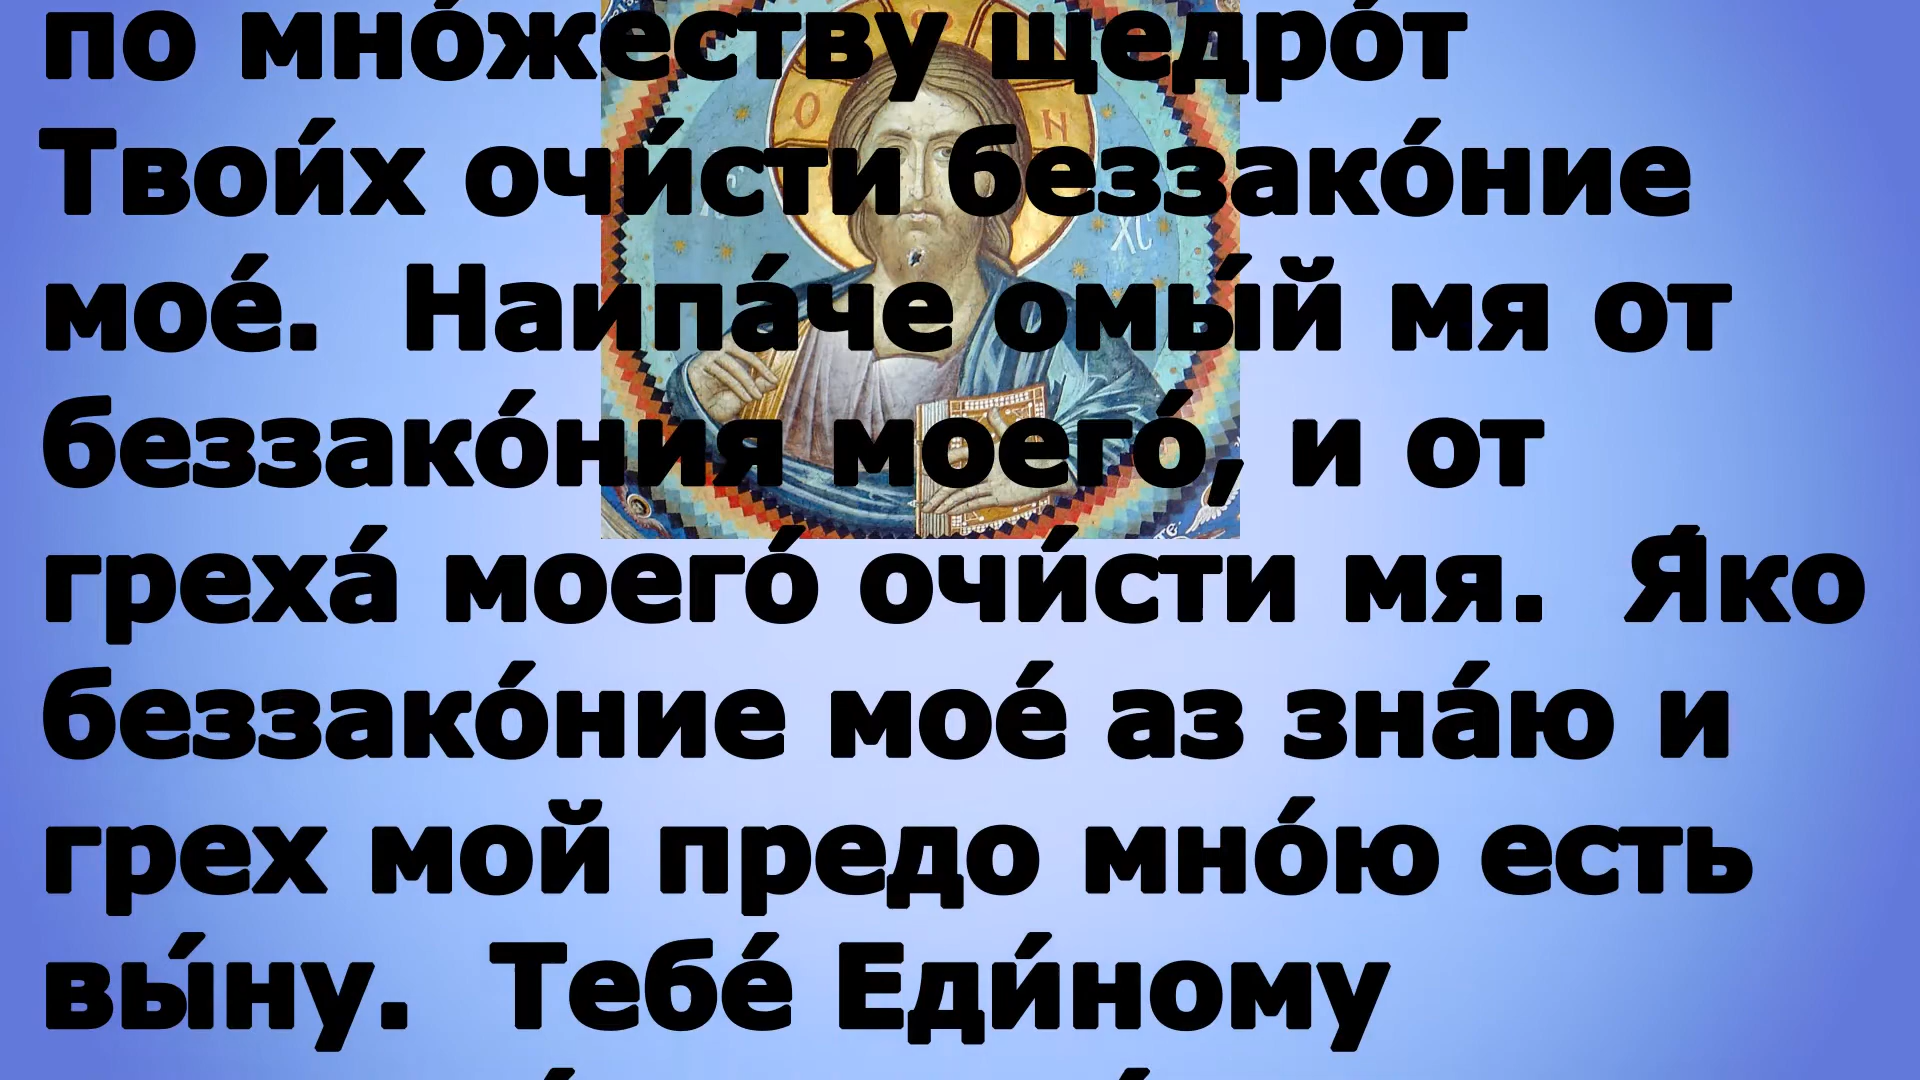 по мно́жеству щедро́т
Твои́х очи́сти беззако́ние
мое́.  Наипа́че омы́й мя от
беззако́ния моего́, и от
греха́ моего́ очи́сти мя.  Я́ко
беззако́ние мое́ аз зна́ю и
грех мой предо мно́ю есть
вы́ну.  Тебе́ Еди́ному
О Н
ХС